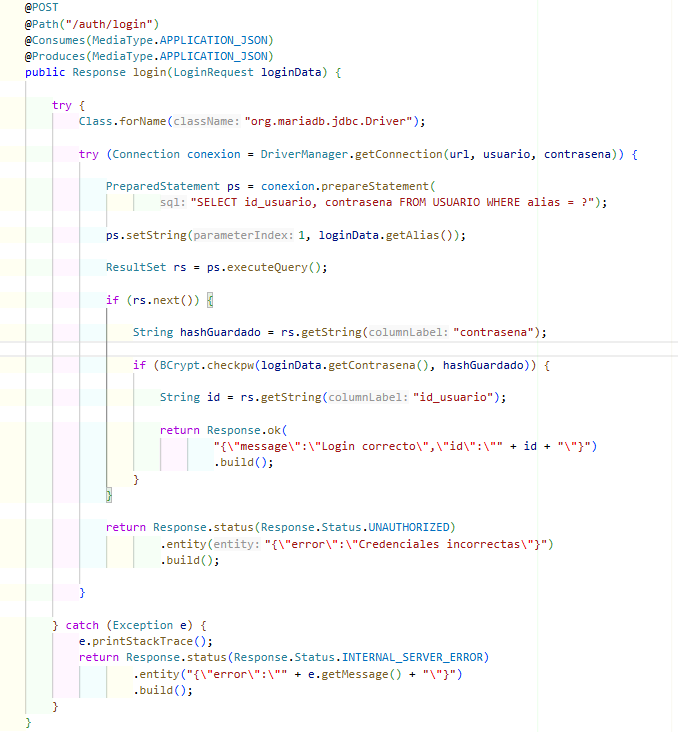 @POST
@Path("/auth/login")
@Consumes(MediaType.APPLICATION_JSON)
@Produces(MediaType.APPLICATION_JSON)
public Response login(LoginRequest loginData) {
try {
Class.forName(className: "org.mariadb.jdbc.Driver");
try (Connection conexion = DriverManager.getConnection(url, usuario, contrasena)) {
PreparedStatement ps = conexion.prepareStatement(
sql: "SELECT id_usuario, contrasena FROM USUARIO WHERE alias = ?");
ps.setString(parameterIndex: 1, loginData.getAlias());
ResultSet rs = ps.executeQuery();
if (rs.next()) {
String hashGuardado = rs.getString(columnLabel: "contrasena");
if (BCrypt.checkpw(loginData.getContrasena(), hashGuardado)) {
String id = rs.getString(columnLabel: "id_usuario");
return Response.ok(
"{\"message\":\"Login correcto\",\"id\":\"" + id + "\"}")
.build();
}
}
return Response.status(Response.Status.UNAUTHORIZED)
.entity(entity: "{\"error\":\"Credenciales incorrectas\"}")
.build();
}
} catch (Exception e) {
e.printStackTrace();
return Response.status(Response.Status.INTERNAL_SERVER_ERROR)
.entity("{\"error\":\"" + e.getMessage() + "\"}")
.build();
}
}